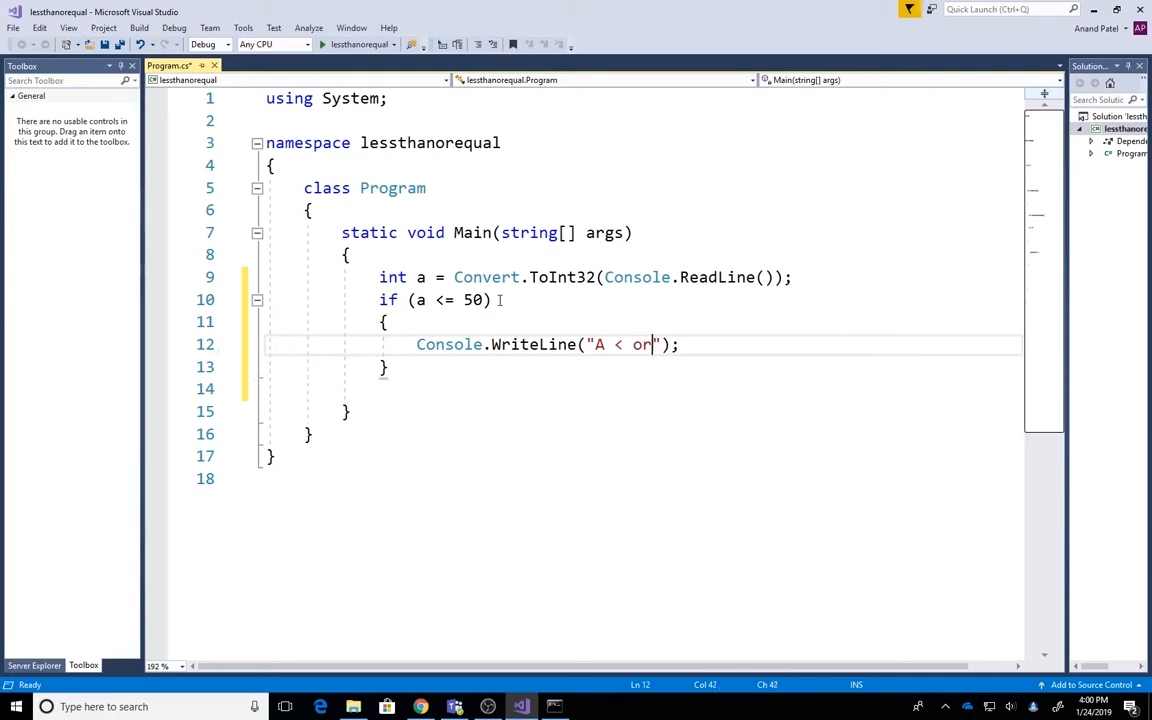 lessthanorequal - Microsoft Visual Studio
Quick Launch (Ctrl+Q)
File Edit View Project Build Debug Team Tools Test Analyze Window Help
Anand Patel AP
Debug Any CPU lessthanorequal
Toolbox
Program.cs*
Solution...
Search Toolbox
lessthanorequal
lessthanorequal.Program
Main(string[] args)
General
There are no usable controls in
this group. Drag an item onto
this text to add it to the toolbox.
Search Solutic
Solution 'lessth
lessthanore
Depende
Program
1 using System;
2
3 namespace lessthanorequal
4 {
5 class Program
6 {
7 static void Main(string[] args)
8 {
9 int a = Convert.ToInt32(Console.ReadLine());
10 if (a <= 50)
11 {
12 Console.WriteLine("A < or");
13 }
14
15 }
16 }
17 }
18
192 %
Server Explorer Toolbox
Ready Ln 12 Col 42 Ch 42 INS Add to Source Control
Type here to search
4:00 PM
1/24/2019
2